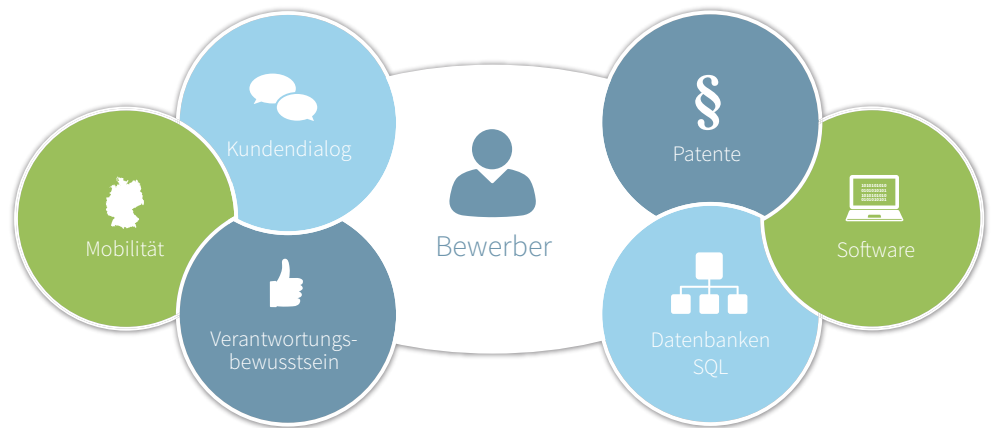 Kundendialog
Mobilität
Verantwortungs-
bewusstsein
Bewerber
§
Patente
Software
Datenbanken
SQL